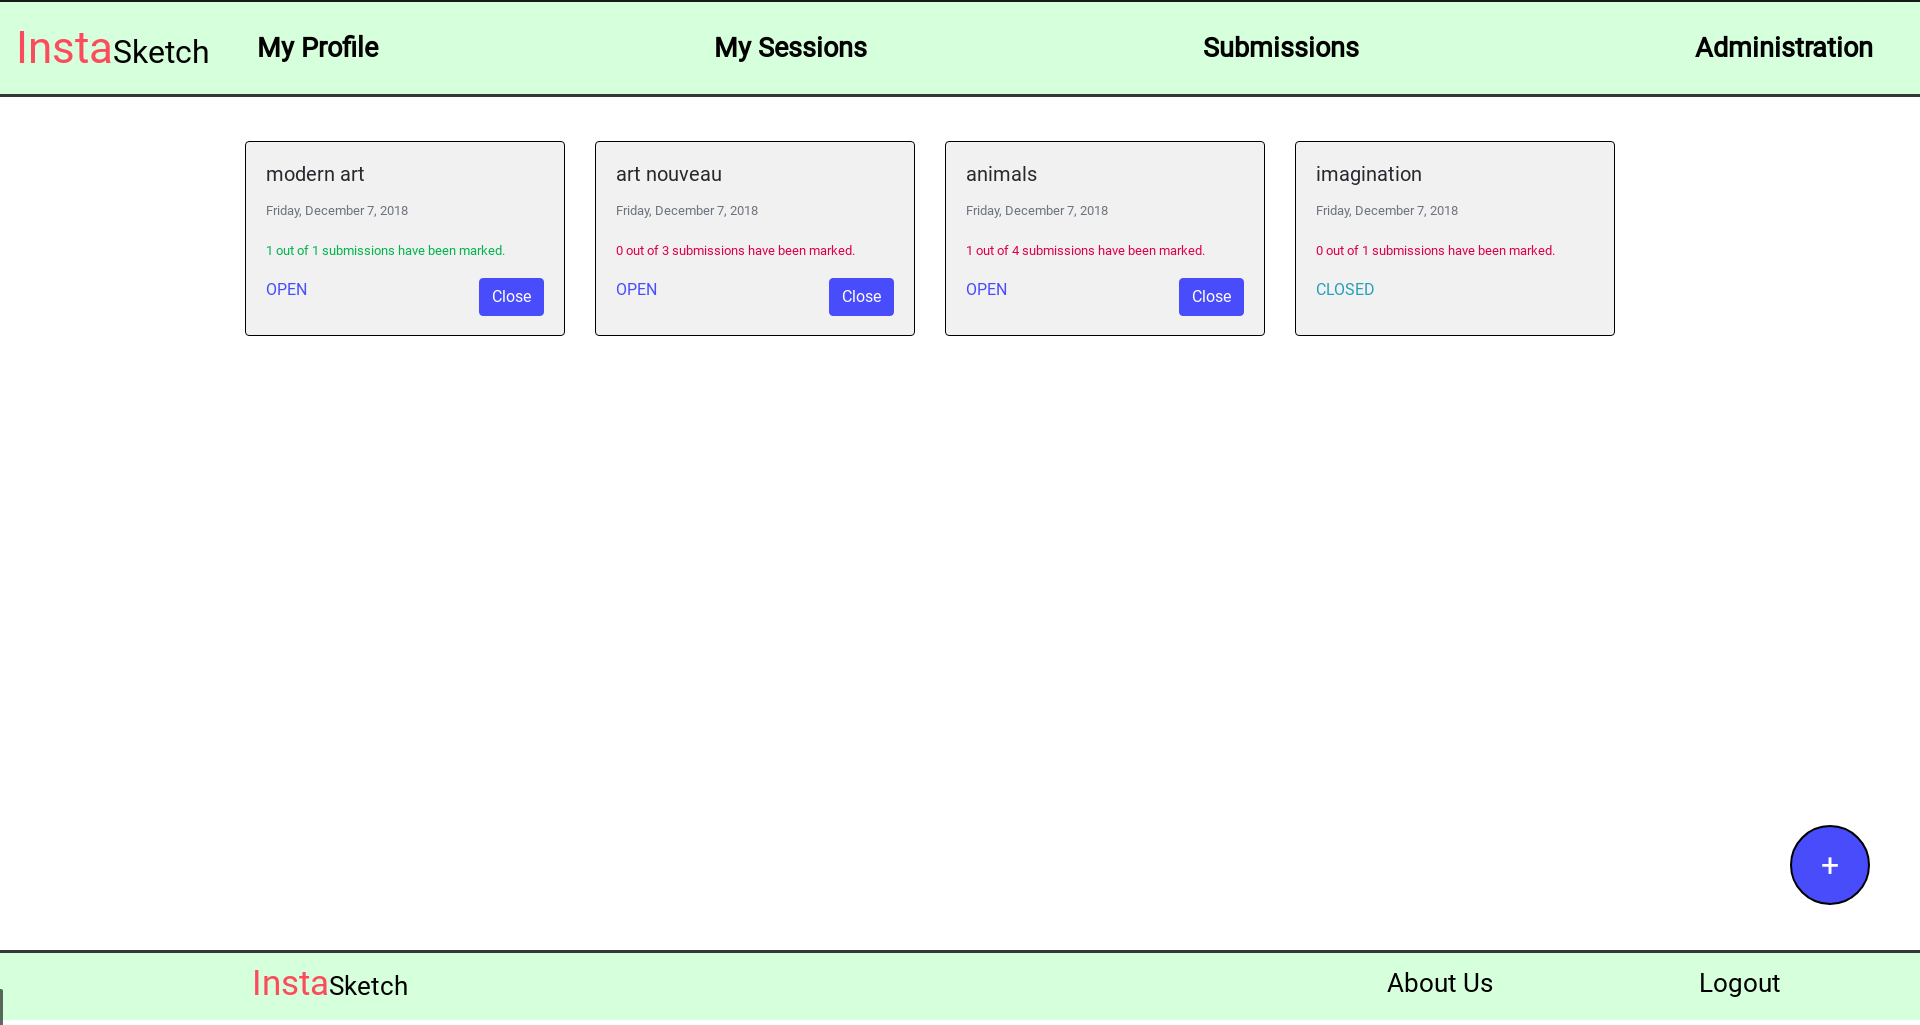 InstaSketch My Profile My Sessions Submissions Administration
modern art
Friday, December 7, 2018
1 out of 1 submissions have been marked.
OPEN Close
art nouveau
Friday, December 7, 2018
0 out of 3 submissions have been marked.
OPEN Close
animals
Friday, December 7, 2018
1 out of 4 submissions have been marked.
OPEN Close
imagination
Friday, December 7, 2018
0 out of 1 submissions have been marked.
CLOSED
+
InstaSketch About Us Logout